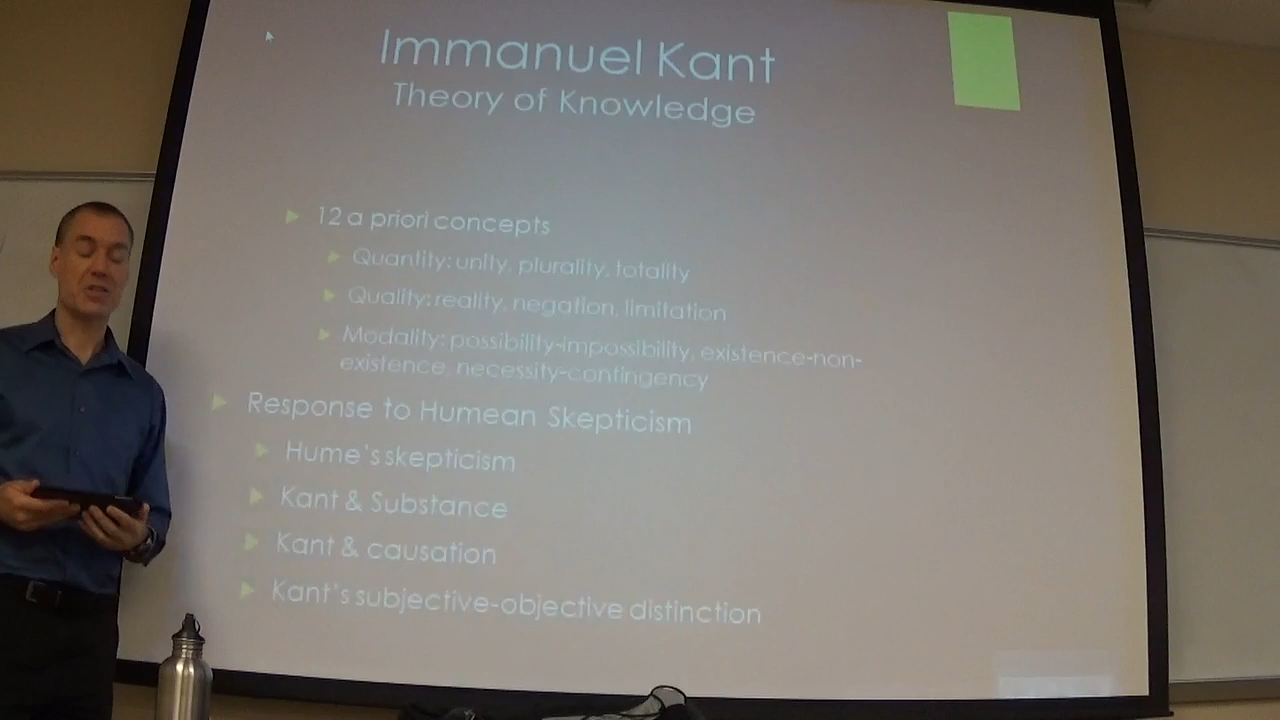 Immanuel Kant
Theory of Knowledge
12 a priori concepts
Quantity: unity, plurality, totality
Quality: reality, negation, limitation
Modality: possibility-impossibility, existence-non-
existence, necessity-contingency
Response to Humean Skepticism
Hume's skepticism
Kant & Substance
Kant & causation
Kant's subjective-objective distinction